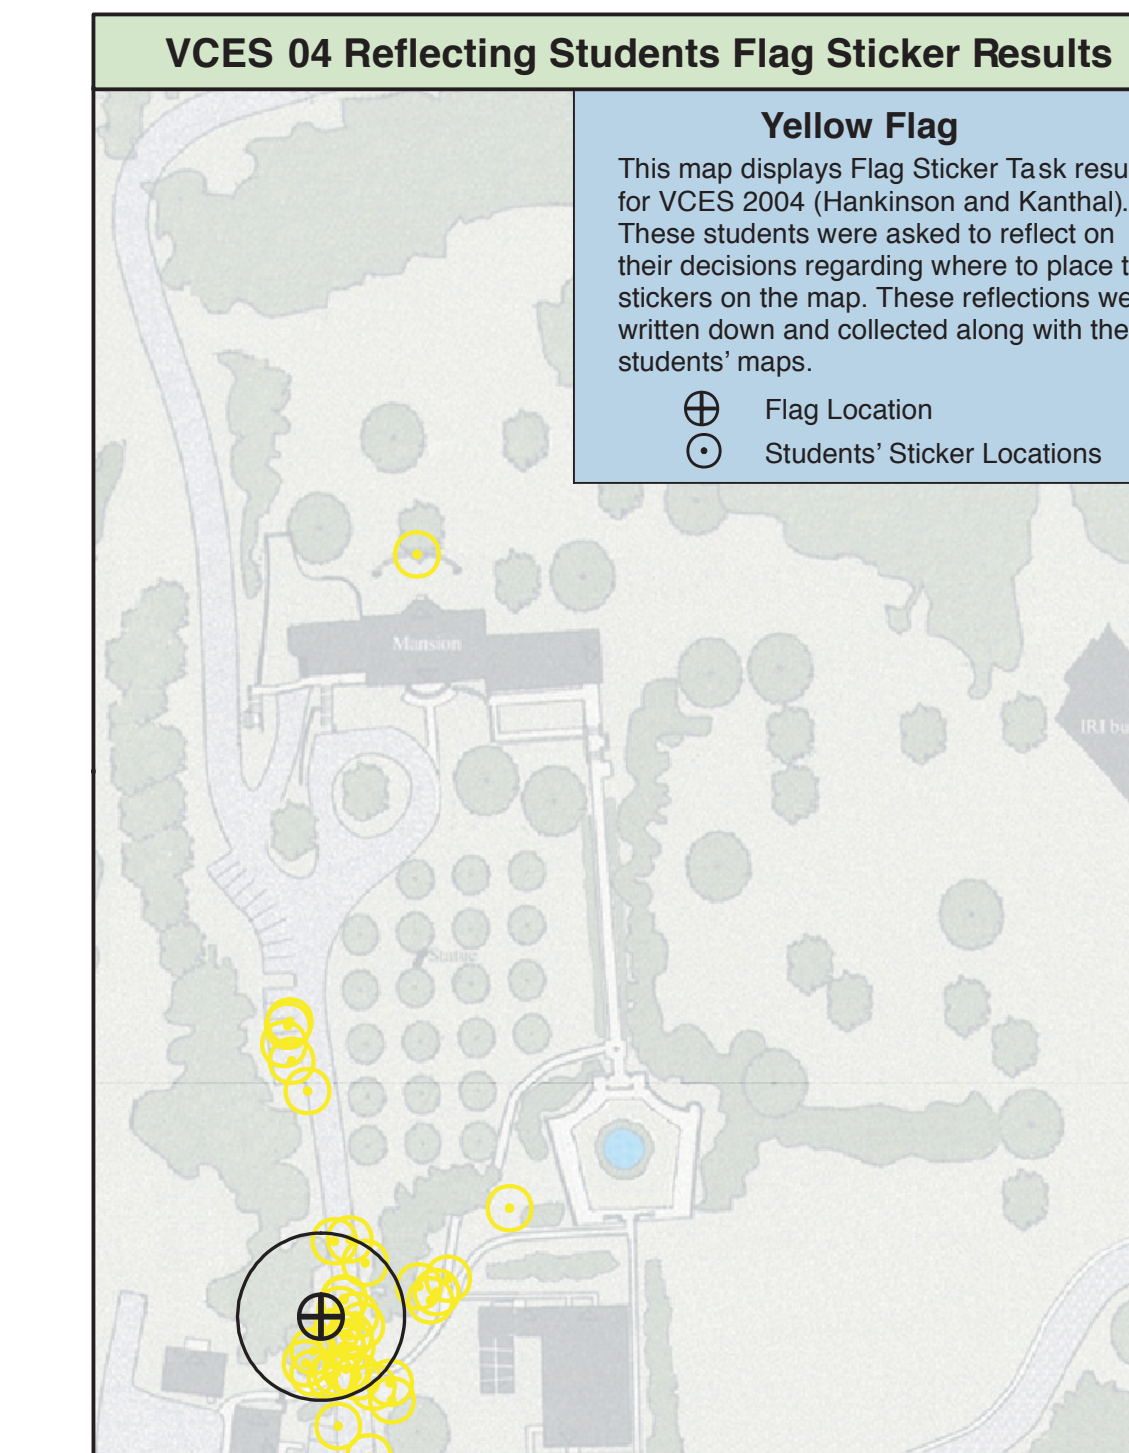 VCES 04 Reflecting Students Flag Sticker Results
Yellow Flag
This map displays Flag Sticker Task resu
for VCES 2004 (Hankinson and Kanthal).
These students were asked to reflect on
their decisions regarding where to place t
stickers on the map. These reflections we
written down and collected along with the
students' maps.
Flag Location
Students' Sticker Locations
Mansion
IRI bu
Statue